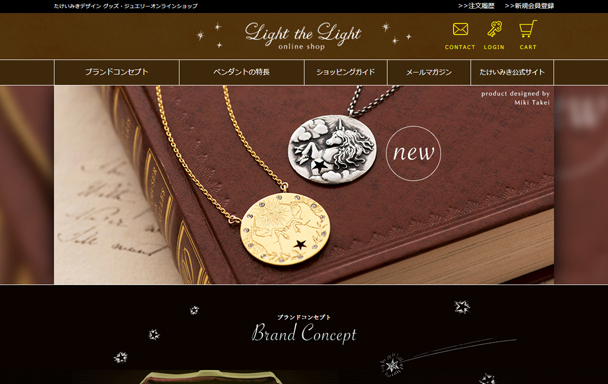 たけいみきデザイン グッズ・ジュエリーオンラインショップ
>>注文履歴 >>新規会員登録
Light the Light
online shop
CONTACT LOGIN CART
ブランドコンセプト ペンダントの特長 ショッピングガイド メールマガジン たけいみき公式サイト
product designed by
Miki Takei
new
ブランドコンセプト
Brand Concept